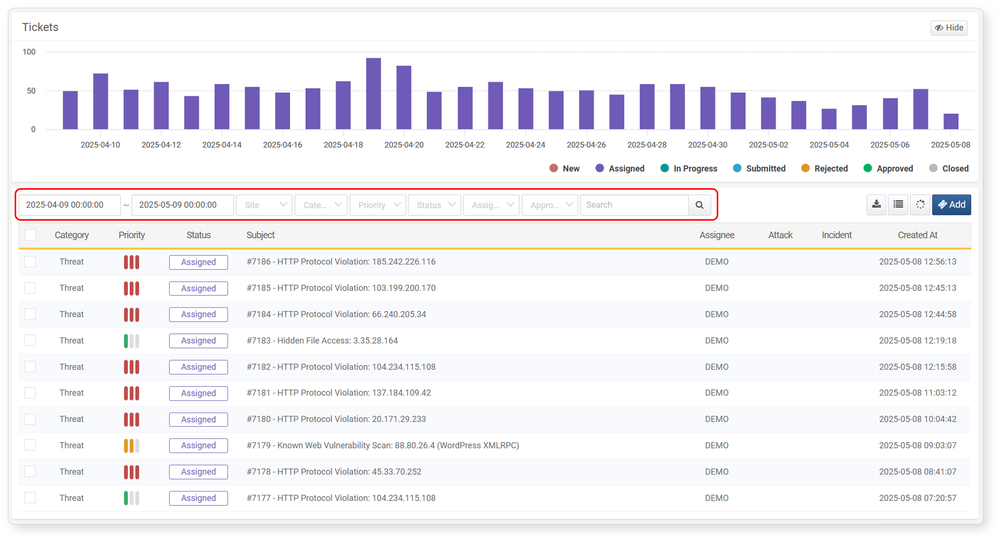 Tickets
Hide
100
50
0
2025-04-10 2025-04-12 2025-04-14 2025-04-16 2025-04-18 2025-04-20 2025-04-22 2025-04-24 2025-04-26 2025-04-28 2025-04-30 2025-05-02 2025-05-04 2025-05-06 2025-05-08
New Assigned In Progress Submitted Rejected Approved Closed
2025-04-09 00:00:00 ~ 2025-05-09 00:00:00 Site Cate... Priority Status Assig... Appro... Search Add
Category Priority Status Subject Assignee Attack Incident Created At
Threat Assigned #7186 - HTTP Protocol Violation: 185.242.226.116 DEMO 2025-05-08 12:56:13
Threat Assigned #7185 - HTTP Protocol Violation: 103.199.200.170 DEMO 2025-05-08 12:45:13
Threat Assigned #7184 - HTTP Protocol Violation: 66.240.205.34 DEMO 2025-05-08 12:44:58
Threat Assigned #7183 - Hidden File Access: 3.35.28.164 DEMO 2025-05-08 12:19:18
Threat Assigned #7182 - HTTP Protocol Violation: 104.234.115.108 DEMO 2025-05-08 12:15:58
Threat Assigned #7181 - HTTP Protocol Violation: 137.184.109.42 DEMO 2025-05-08 11:03:12
Threat Assigned #7180 - HTTP Protocol Violation: 20.171.29.233 DEMO 2025-05-08 10:04:42
Threat Assigned #7179 - Known Web Vulnerability Scan: 88.80.26.4 (WordPress XMLRPC) DEMO 2025-05-08 09:03:07
Threat Assigned #7178 - HTTP Protocol Violation: 45.33.70.252 DEMO 2025-05-08 08:41:07
Threat Assigned #7177 - HTTP Protocol Violation: 104.234.115.108 DEMO 2025-05-08 07:20:57